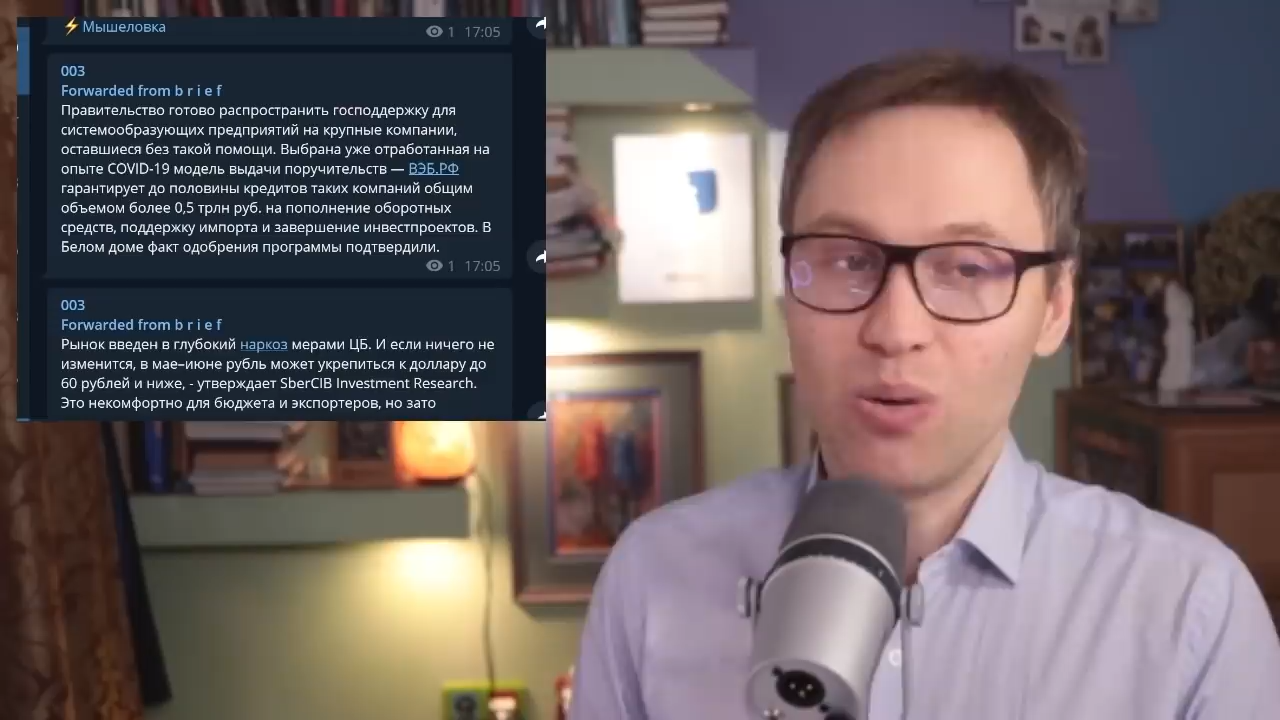 ⚡Мышеловка
1 17:05
003
Forwarded from b r i e f
Правительство готово распространить господдержку для
системообразующих предприятий на крупные компании,
оставшиеся без такой помощи. Выбрана уже отработанная на
опыте COVID-19 модель выдачи поручительств — ВЭБ.РФ
гарантирует до половины кредитов таких компаний общим
объемом более 0,5 трлн руб. на пополнение оборотных
средств, поддержку импорта и завершение инвестпроектов. В
Белом доме факт одобрения программы подтвердили.
1 17:05
003
Forwarded from b r i e f
Рынок введен в глубокий наркоз мерами ЦБ. И если ничего не
изменится, в мае–июне рубль может укрепиться к доллару до
60 рублей и ниже, - утверждает SberCIB Investment Research.
Это некомфортно для бюджета и экспортеров, но зато